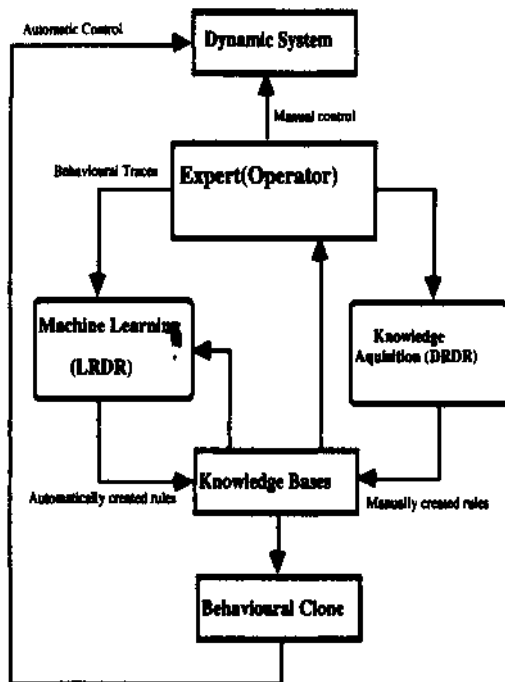 Automatic Control
Dynamic System
Manual control
Expert(Operator)
Behavioural Traces
Machine Learning
(LRDR)
Knowledge
Aquisition (DRDR)
Knowledge Bases
Automatically created rules
Manually created rules
Behavioural Clone